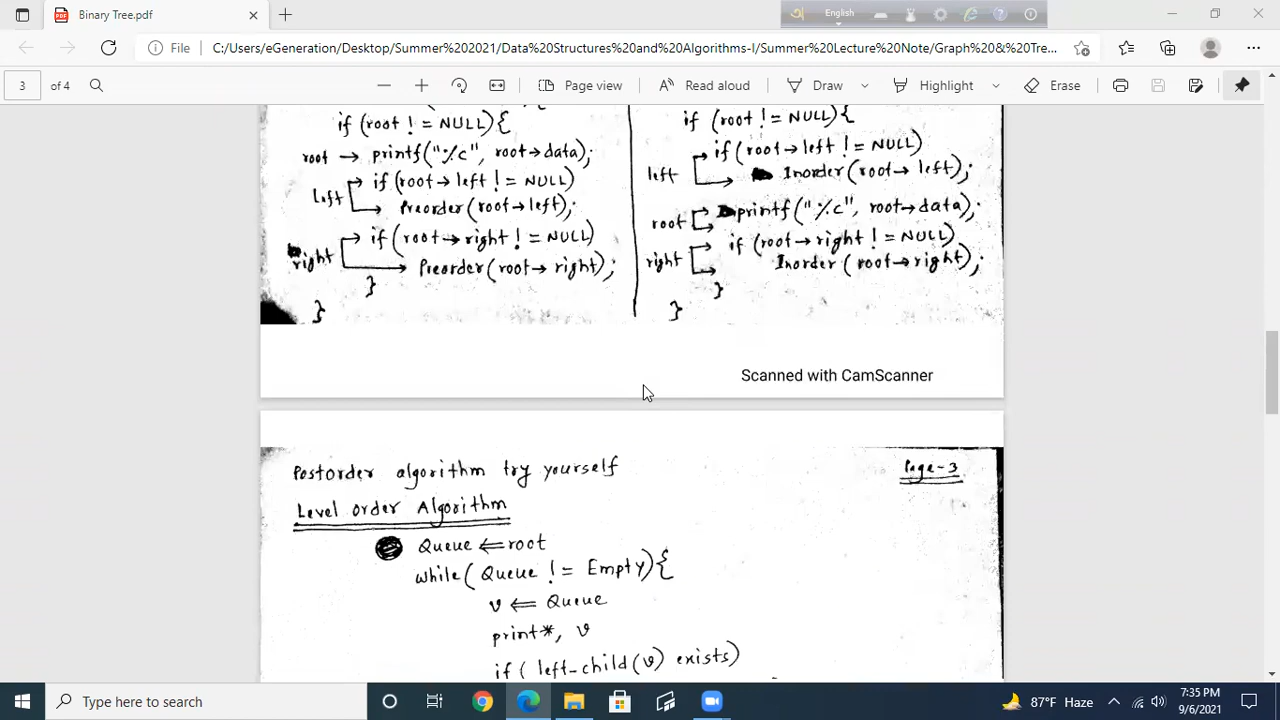 Binary Tree.pdf
English
File
C:/Users/eGeneration/Desktop/Summer%202021/Data%20Structures%20and%20Algorithms-I/Summer%20Lecture%20Note/Graph%20&%20Tre...
3 of 4
Page view
Read aloud
Draw
Highlight
Erase
if (root != NULL){
root → printf("%c", root→data);
left if (root→left != NULL)
Preorder(root→left);
right if (root→right != NULL)
Preorder(root→right);
}
}
if (root != NULL){
if (root→left != NULL)
left Inorder(root→left);
root printf("%c", root→data);
right if (root→right != NULL)
Inorder(root→right);
}
}
Scanned with CamScanner
Postorder algorithm try yourself
Page-3
Level Order Algorithm
Queue ⇐ root
while(Queue != Empty){
v ⇐ Queue
print*, v
if( left-child(v) exists)
Type here to search
87°F Haze
7:35 PM
9/6/2021